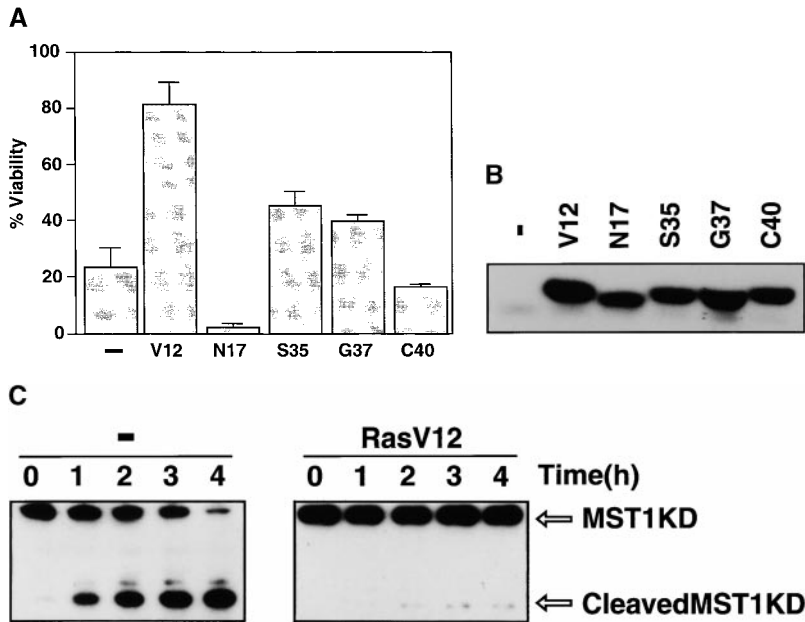 A
100
80
60
40
20
0
% Viability
– V12 N17 S35 G37 C40
B
- V12 N17 S35 G37 C40
C
- RasV12
0 1 2 3 4 0 1 2 3 4 Time(h)
MST1KD
CleavedMST1KD